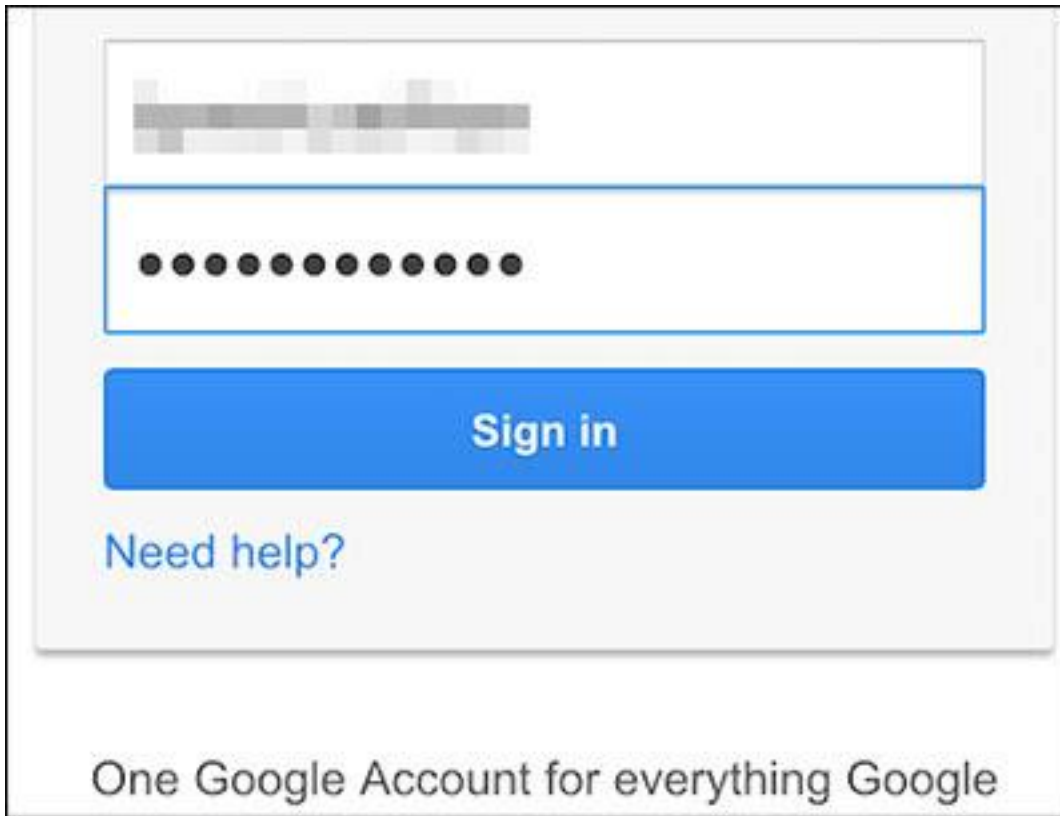 ••••••••••••
Sign in
Need help?
One Google Account for everything Google